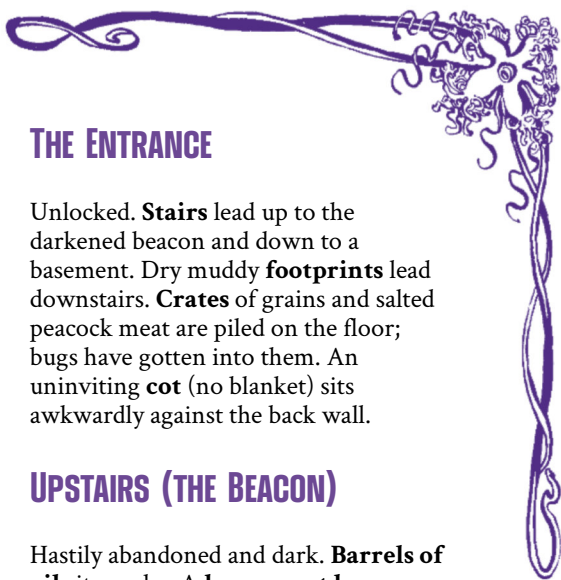 THE ENTRANCE
Unlocked. Stairs lead up to the
darkened beacon and down to a
basement. Dry muddy footprints lead
downstairs. Crates of grains and salted
peacock meat are piled on the floor;
bugs have gotten into them. An
uninviting cot (no blanket) sits
awkwardly against the back wall.
UPSTAIRS (THE BEACON)
Hastily abandoned and dark. Barrels of